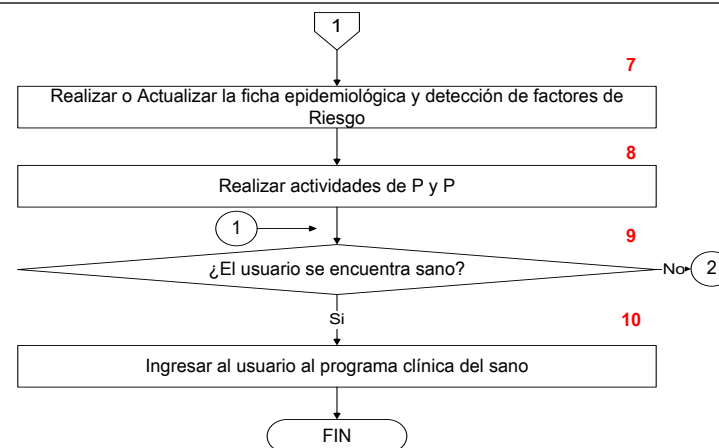 1
7
Realizar o Actualizar la ficha epidemiológica y detección de factores de
Riesgo
8
Realizar actividades de P y P
1
9
¿El usuario se encuentra sano?
No
2
Si
10
Ingresar al usuario al programa clínica del sano
FIN